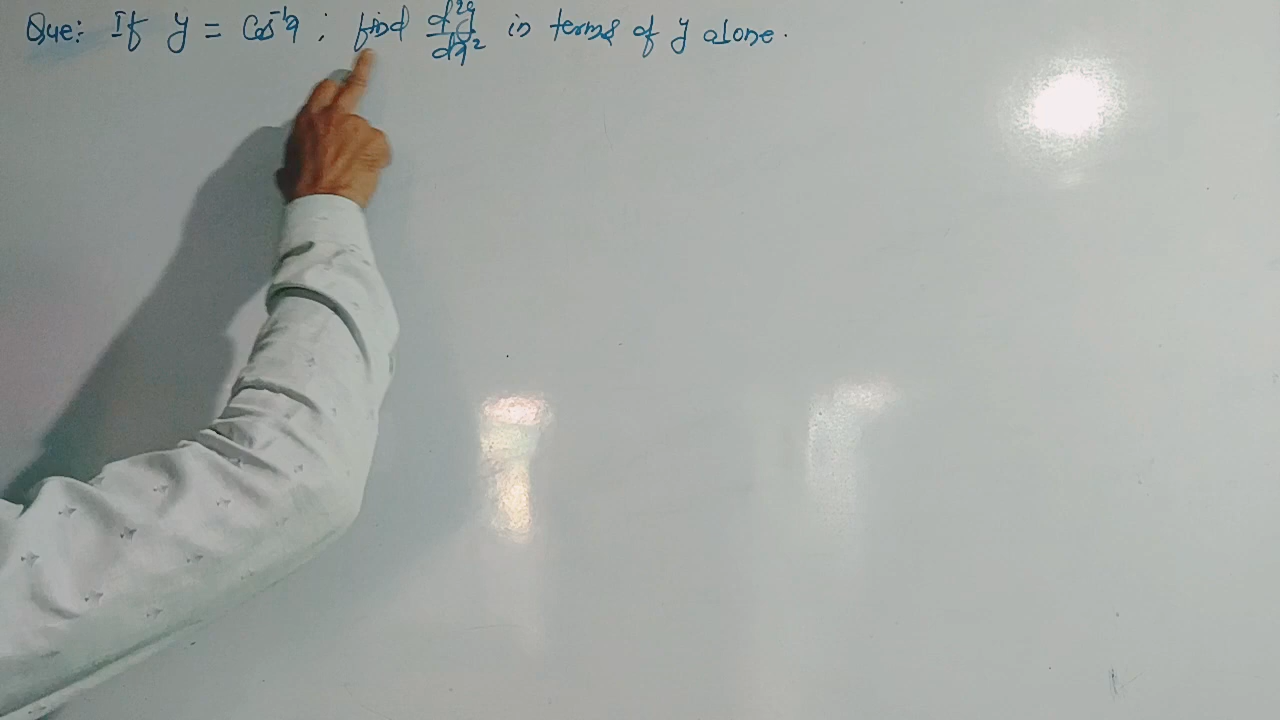 Que: If y = Cos⁻¹x ; find d²y/dx² in terms of y alone.